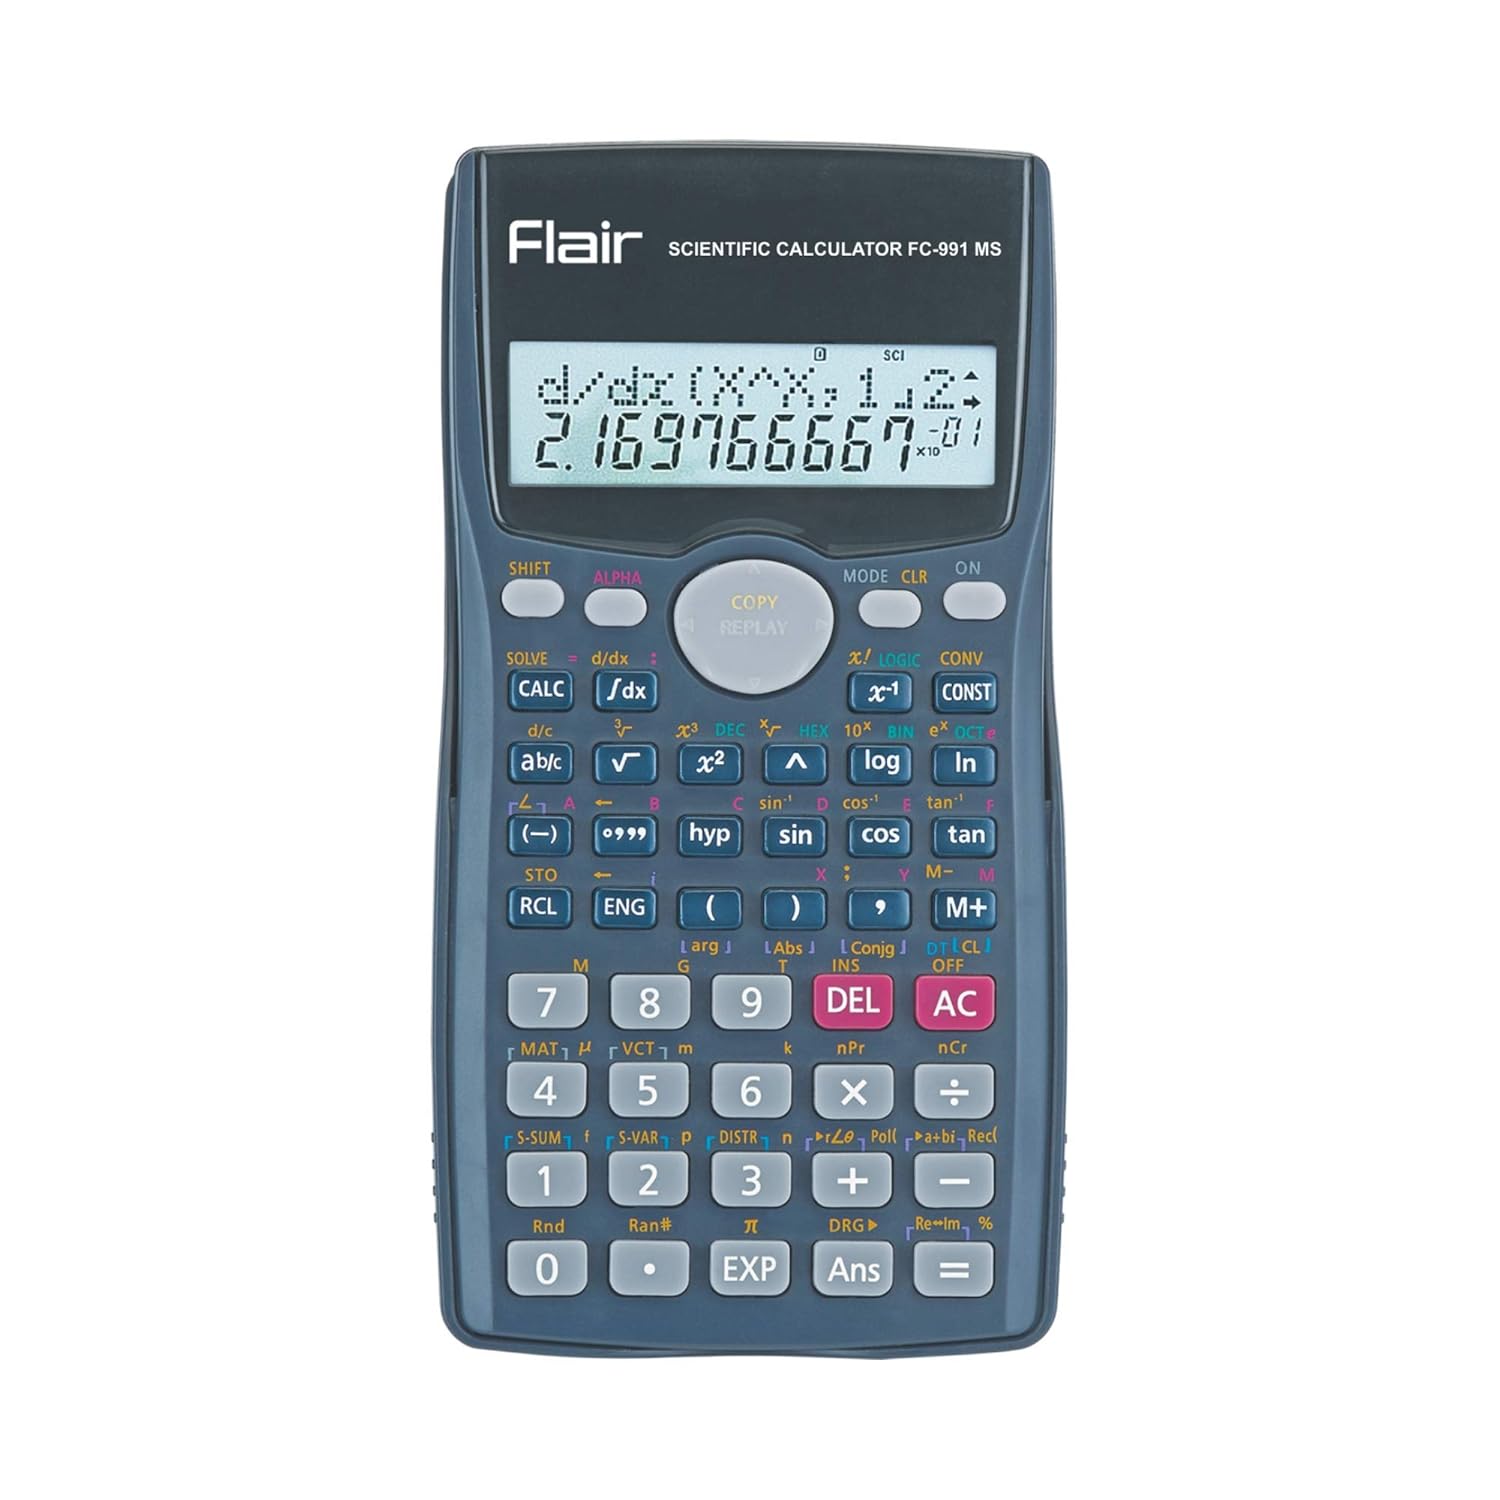 Flair SCIENTIFIC CALCULATOR FC-991 MS
D SCI
d/dx(X^X,1⌟2
2.169766667×10-01
SHIFT ALPHA MODE CLR ON
COPY
REPLAY
SOLVE = d/dx : x! LOGIC CONV
CALC ∫dx x-1 CONST
d/c 3√ x3 DEC x√ HEX 10x BIN ex OCT e
ab/c √ x2 ^ log ln
∠ A ← B C sin-1 D cos-1 E tan-1 F
(—) °,,, hyp sin cos tan
STO ← i X ; Y M– M
RCL ENG ( ) , M+
arg Abs Conjg DT CL
M G T INS OFF
7 8 9 DEL AC
MAT µ VCT m k nPr nCr
4 5 6 × ÷
S-SUM f S-VAR p DISTR n ▶r∠θ Pol( ▶a+bi Rec(
1 2 3 + −
Rnd Ran# π DRG▶ Re↔Im %
0 • EXP Ans =